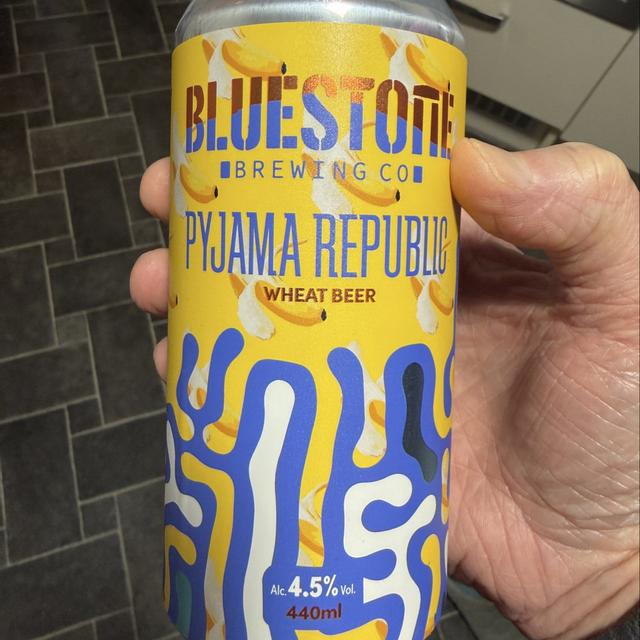 BLUESTONE
BREWING CO
PYJAMA REPUBLIC
WHEAT BEER
Alc. 4.5% Vol.
440ml